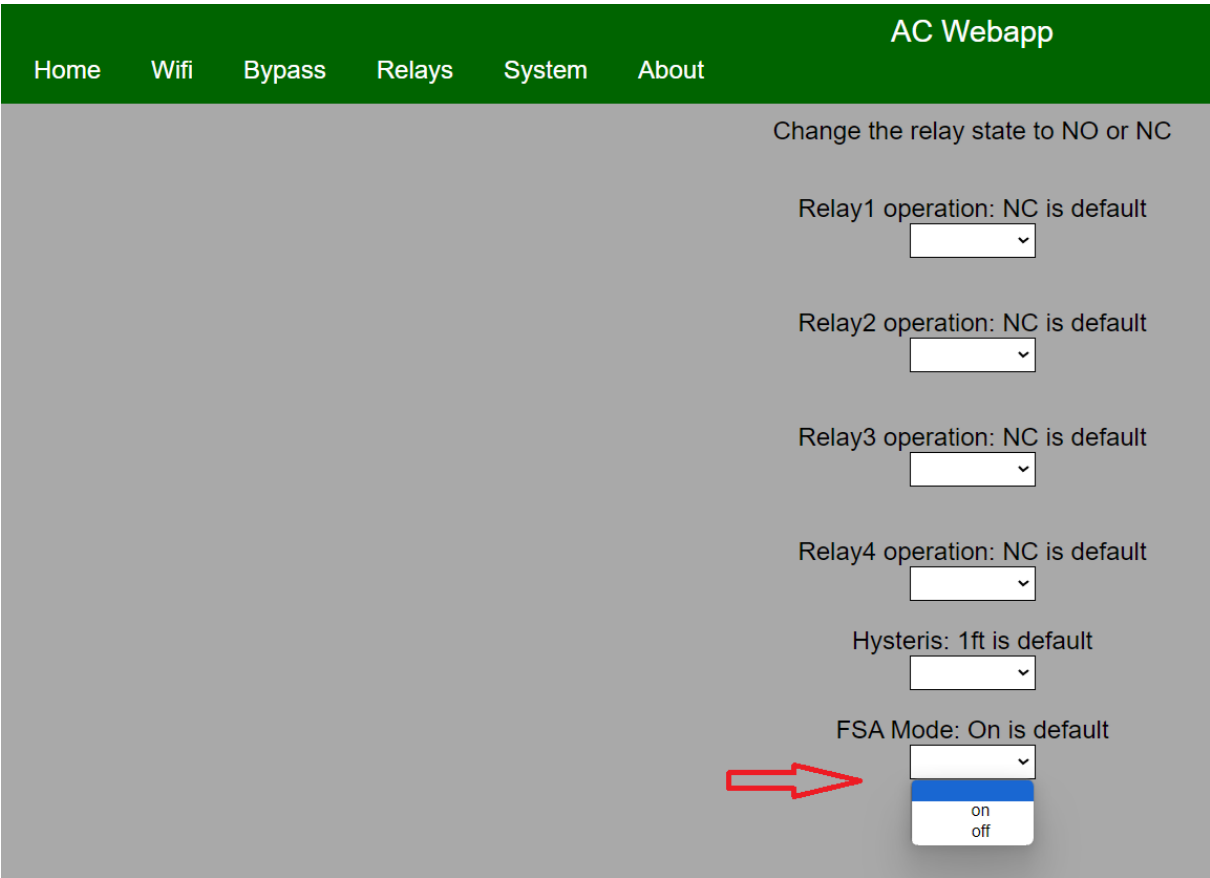 AC Webapp
Home Wifi Bypass Relays System About
Change the relay state to NO or NC
Relay1 operation: NC is default
Relay2 operation: NC is default
Relay3 operation: NC is default
Relay4 operation: NC is default
Hysteris: 1ft is default
FSA Mode: On is default
on
off